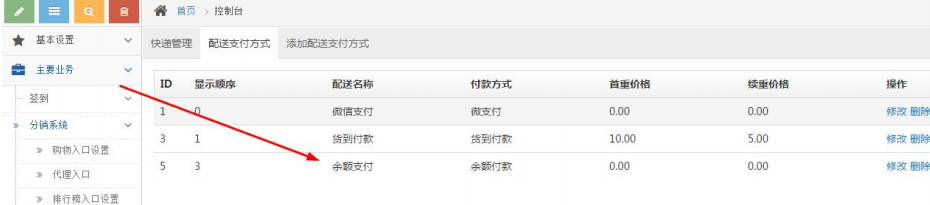 首页 > 控制台
基本设置
主要业务
签到
分销系统
购物入口设置
代理入口
排行榜入口设置
快递管理 配送支付方式 添加配送支付方式
ID 显示顺序 配送名称 付款方式 首重价格 续重价格 操作
1 0 微信支付 微支付 0.00 0.00 修改 删除
3 1 货到付款 货到付款 10.00 5.00 修改 删除
5 3 余额支付 余额付款 0.00 0.00 修改 删除